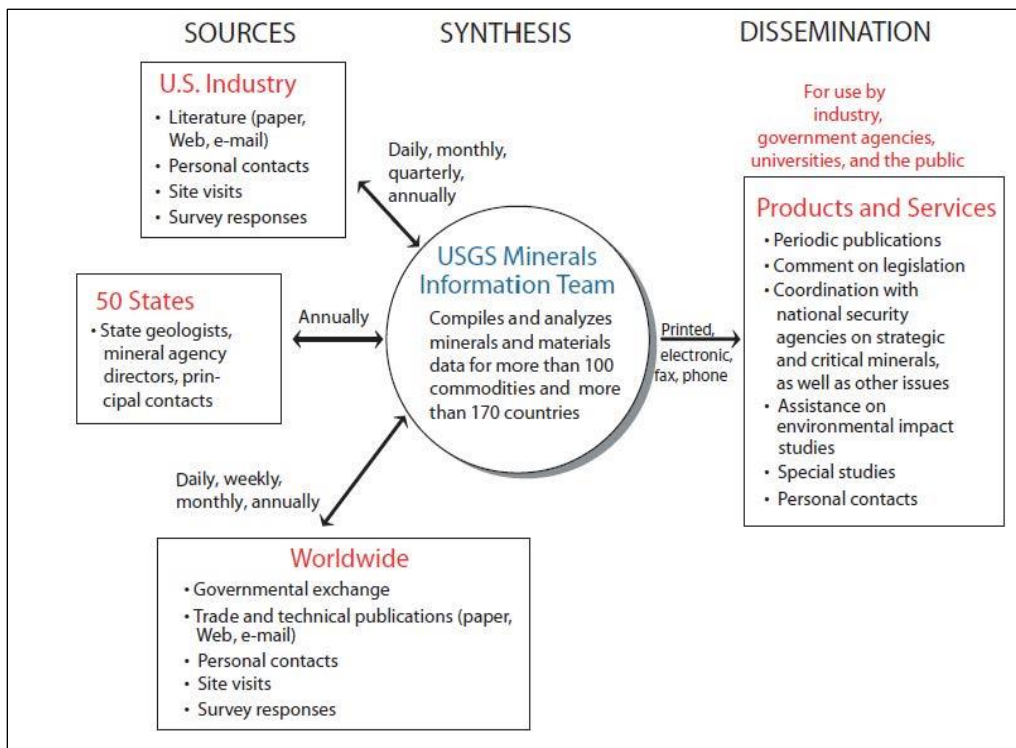 SOURCES
SYNTHESIS
DISSEMINATION
U.S. Industry
• Literature (paper,
Web, e-mail)
• Personal contacts
• Site visits
• Survey responses
Daily, monthly,
quarterly,
annually
50 States
• State geologists,
mineral agency
directors, prin-
cipal contacts
Annually
USGS Minerals
Information Team
Compiles and analyzes
minerals and materials
data for more than 100
commodities and more
than 170 countries
Printed,
electronic,
fax, phone
For use by
industry,
government agencies,
universities, and the public
Products and Services
• Periodic publications
• Comment on legislation
• Coordination with
national security
agencies on strategic
and critical minerals,
as well as other issues
• Assistance on
environmental impact
studies
• Special studies
• Personal contacts
Daily, weekly,
monthly, annually
Worldwide
• Governmental exchange
• Trade and technical publications (paper,
Web, e-mail)
• Personal contacts
• Site visits
• Survey responses